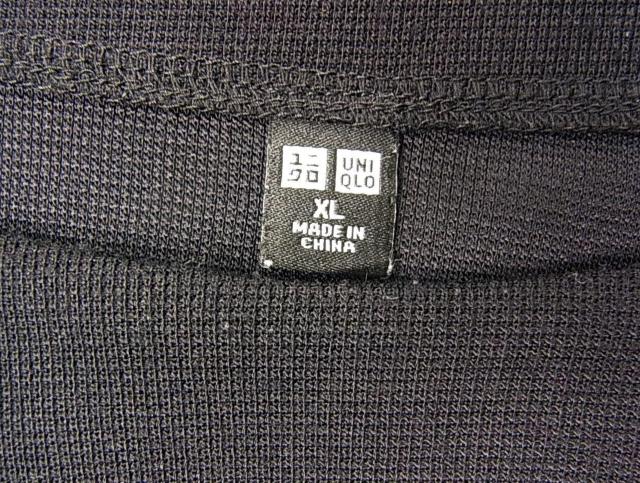 ユニ
クロ
UNI
QLO
XL
MADE IN
CHINA